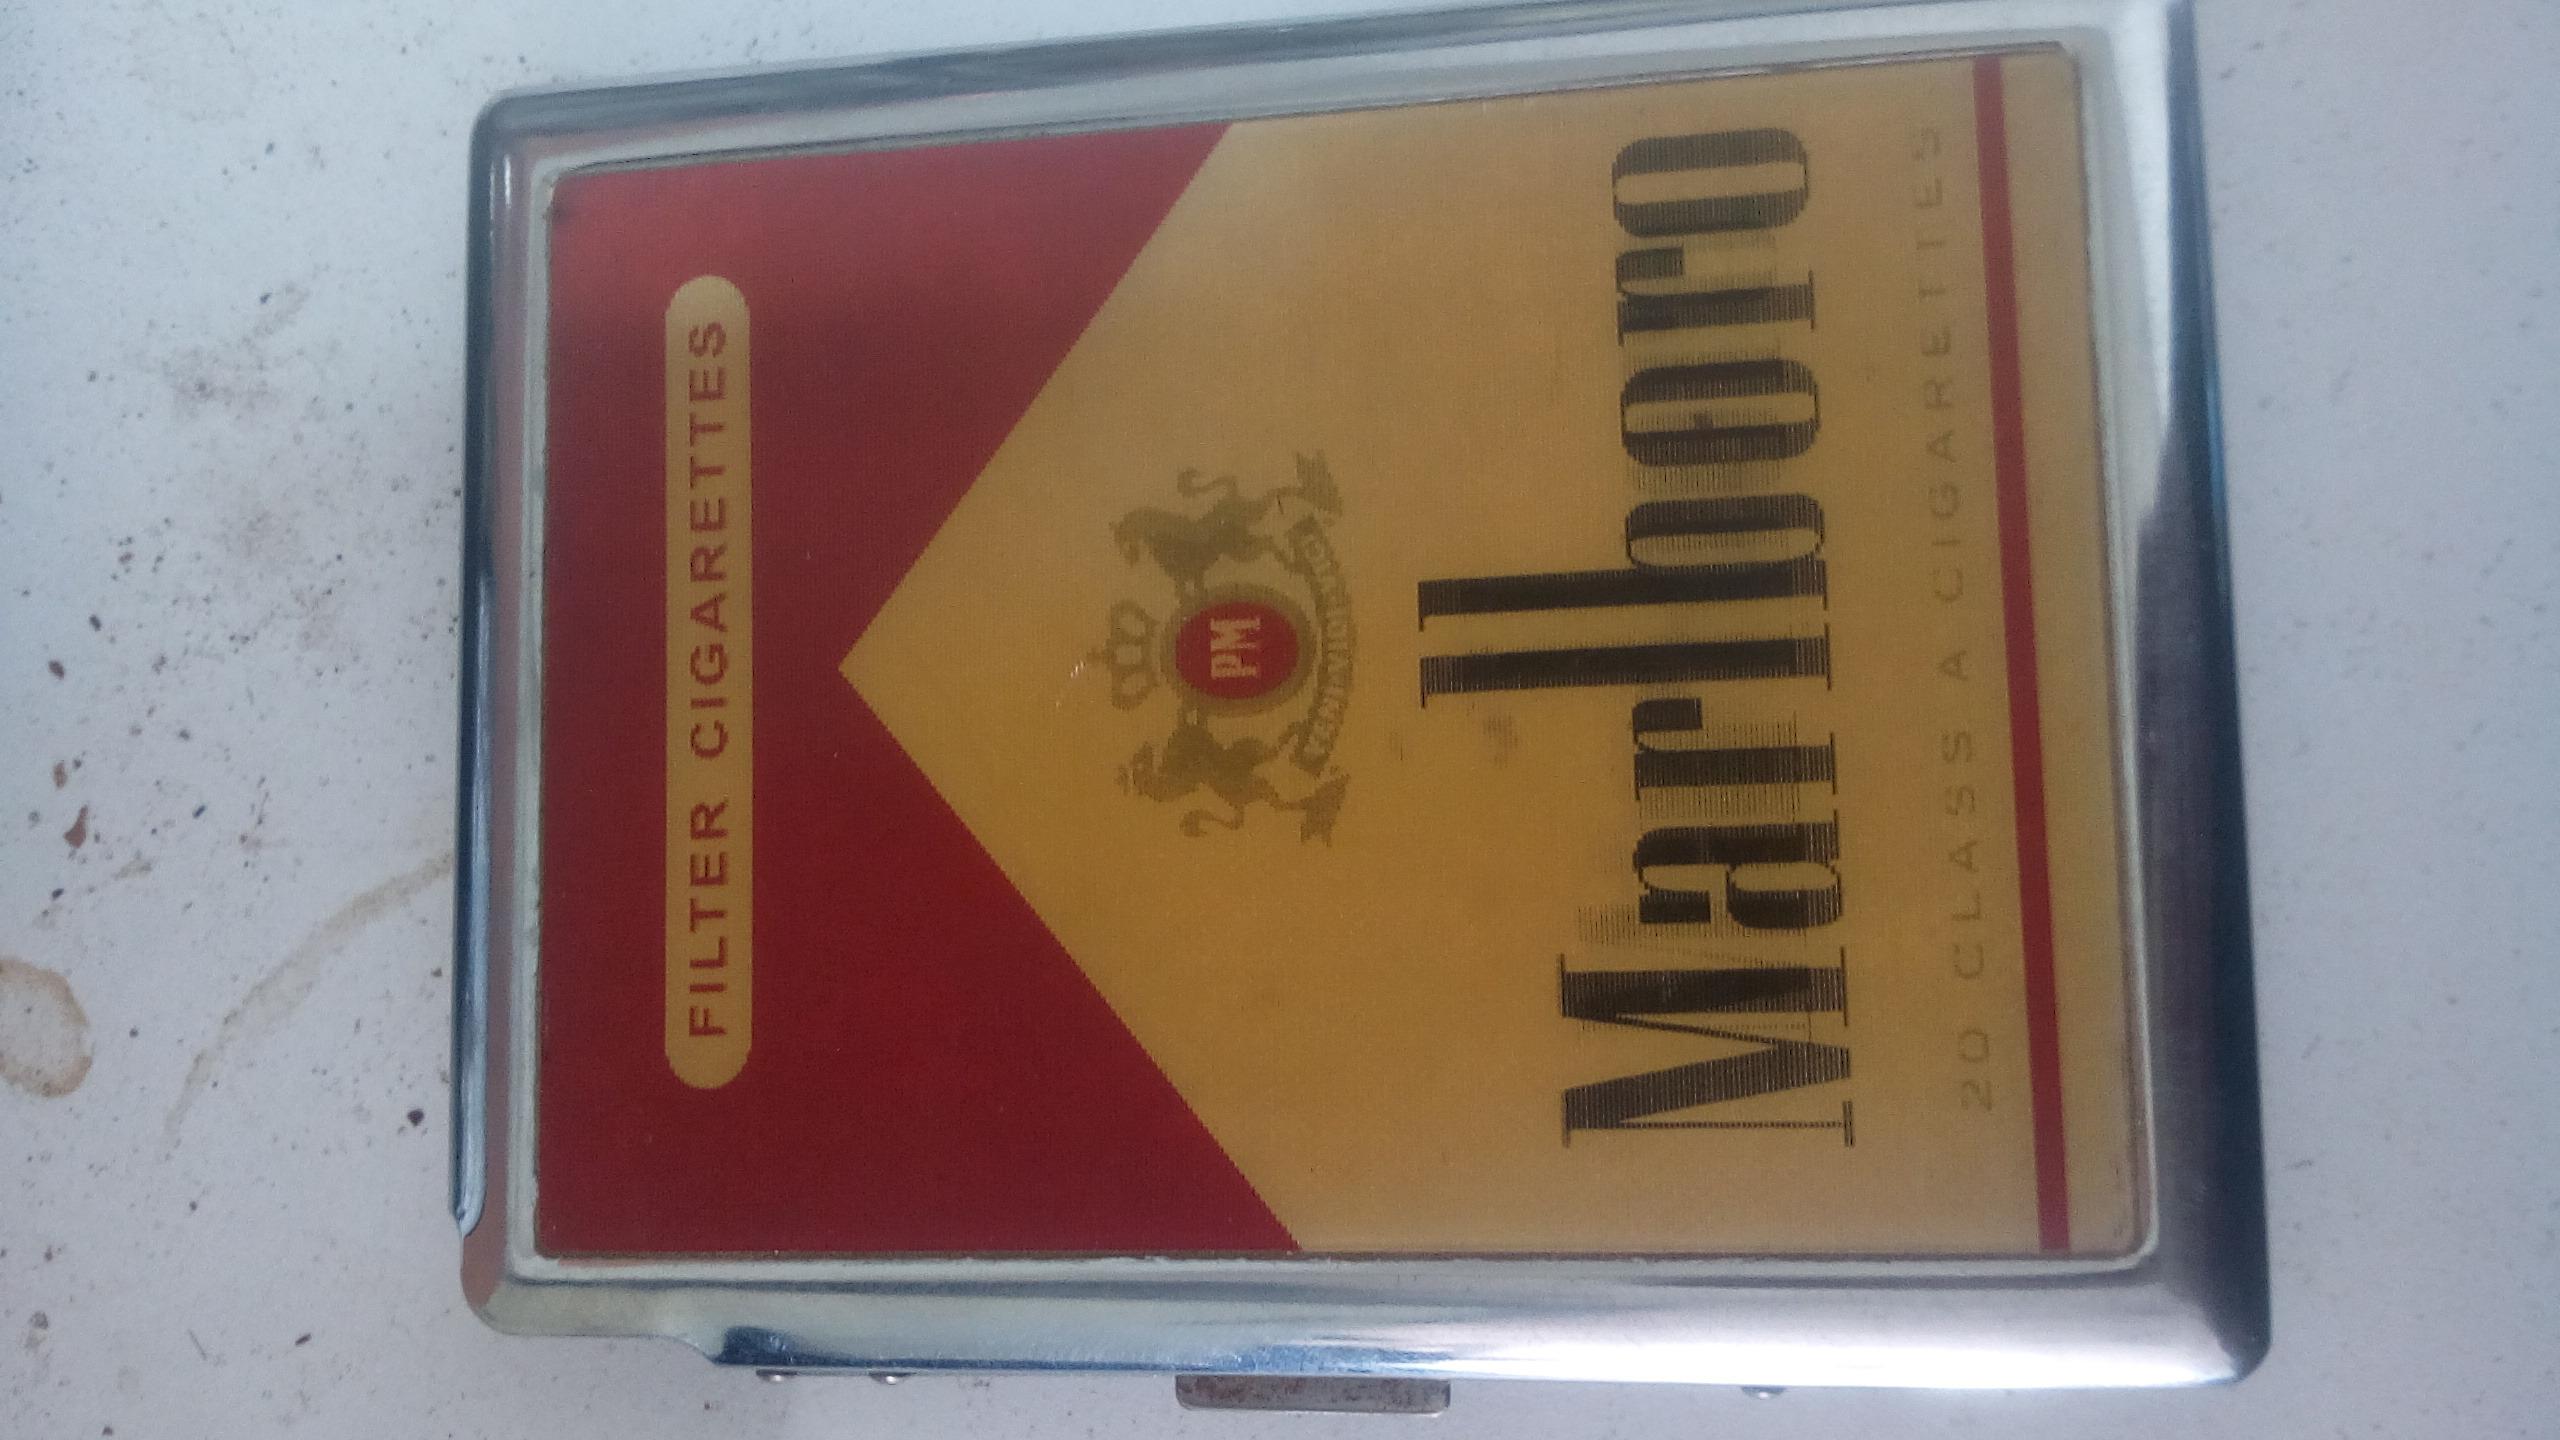 FILTER CIGARETTES
PM
Marlboro
20 CLASS A CIGARETTES